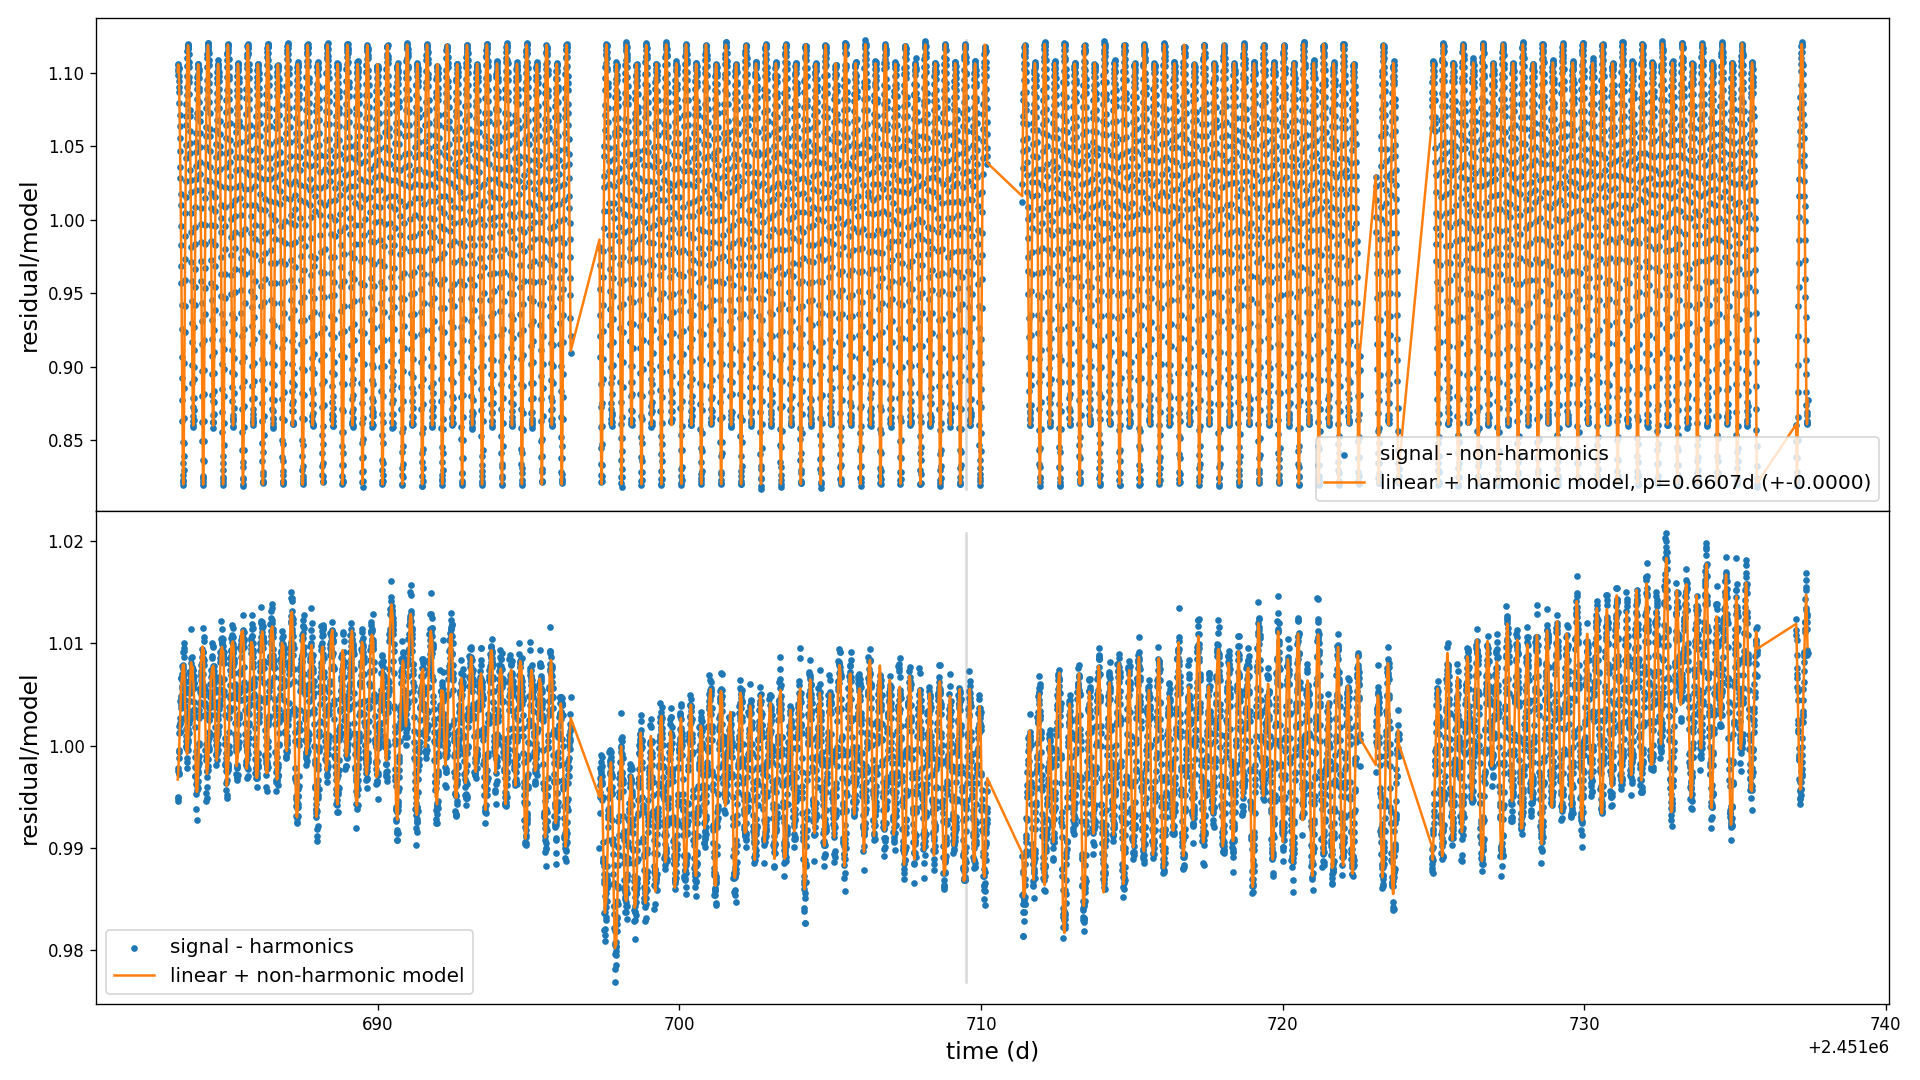 1.10
1.05
1.00
0.95
0.90
0.85
residual/model
signal - non-harmonics
linear + harmonic model, p=0.6607d (+-0.0000)
1.02
1.01
1.00
0.99
0.98
residual/model
signal - harmonics
linear + non-harmonic model
690 700 710 720 730 740
time (d)
+2.451e6